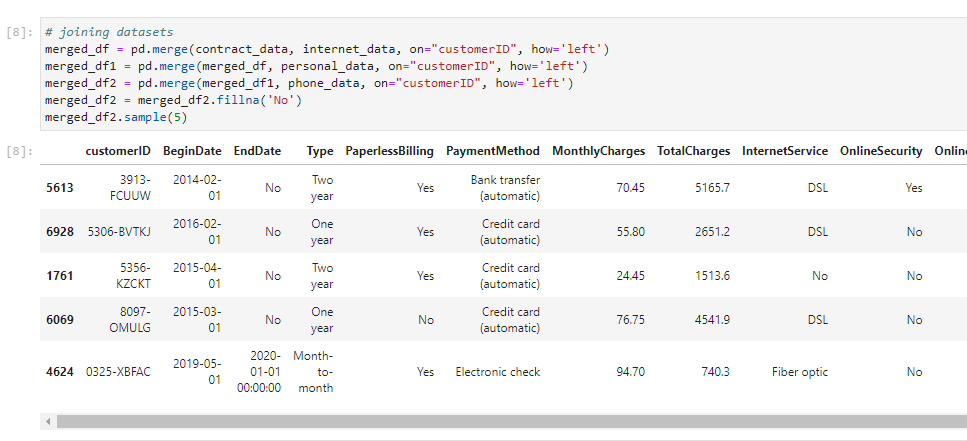 [8]: # joining datasets
merged_df = pd.merge(contract_data, internet_data, on="customerID", how='left')
merged_df1 = pd.merge(merged_df, personal_data, on="customerID", how='left')
merged_df2 = pd.merge(merged_df1, phone_data, on="customerID", how='left')
merged_df2 = merged_df2.fillna('No')
merged_df2.sample(5)
[8]: customerID BeginDate EndDate Type PaperlessBilling PaymentMethod MonthlyCharges TotalCharges InternetService OnlineSecurity Onlin
3913- 2014-02- Two Bank transfer
5613 No Yes 70.45 5165.7 DSL Yes
FCUUW 01 year (automatic)
2016-02- One Credit card
6928 5306-BVTKJ No Yes 55.80 2651.2 DSL No
01 year (automatic)
5356- 2015-04- Two Credit card
1761 No Yes 24.45 1513.6 No No
KZCKT 01 year (automatic)
8097- 2015-03- One Credit card
6069 No No 76.75 4541.9 DSL No
OMULG 01 year (automatic)
2020- Month-
2019-05-
4624 0325-XBFAC 01-01 to- Yes Electronic check 94.70 740.3 Fiber optic No
01
00:00:00 month